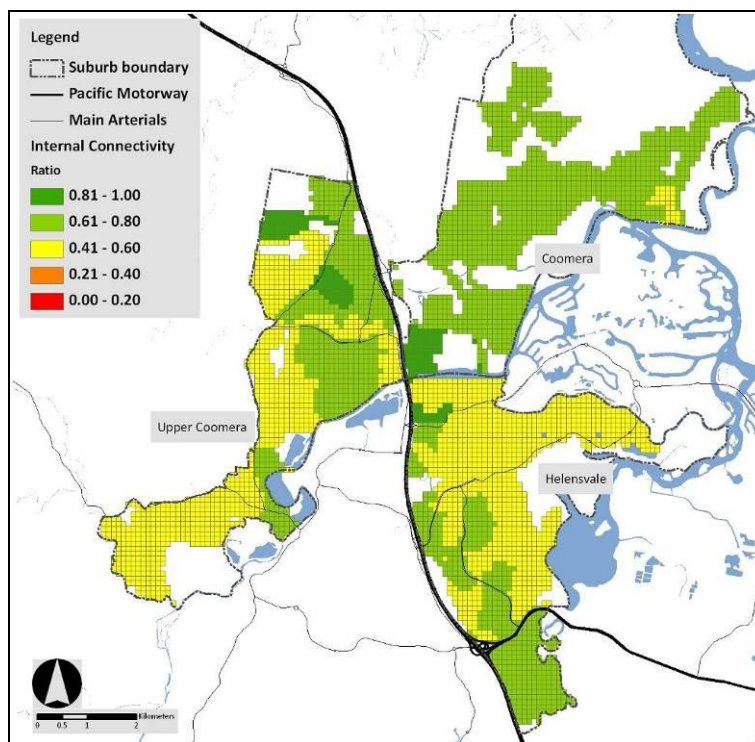 Legend
Suburb boundary
Pacific Motorway
Main Arterials
Internal Connectivity
Ratio
0.81 - 1.00
0.61 - 0.80
0.41 - 0.60
0.21 - 0.40
0.00 - 0.20
Coomera
Upper Coomera
Helensvale
Kilometers
0 0.5 1 2